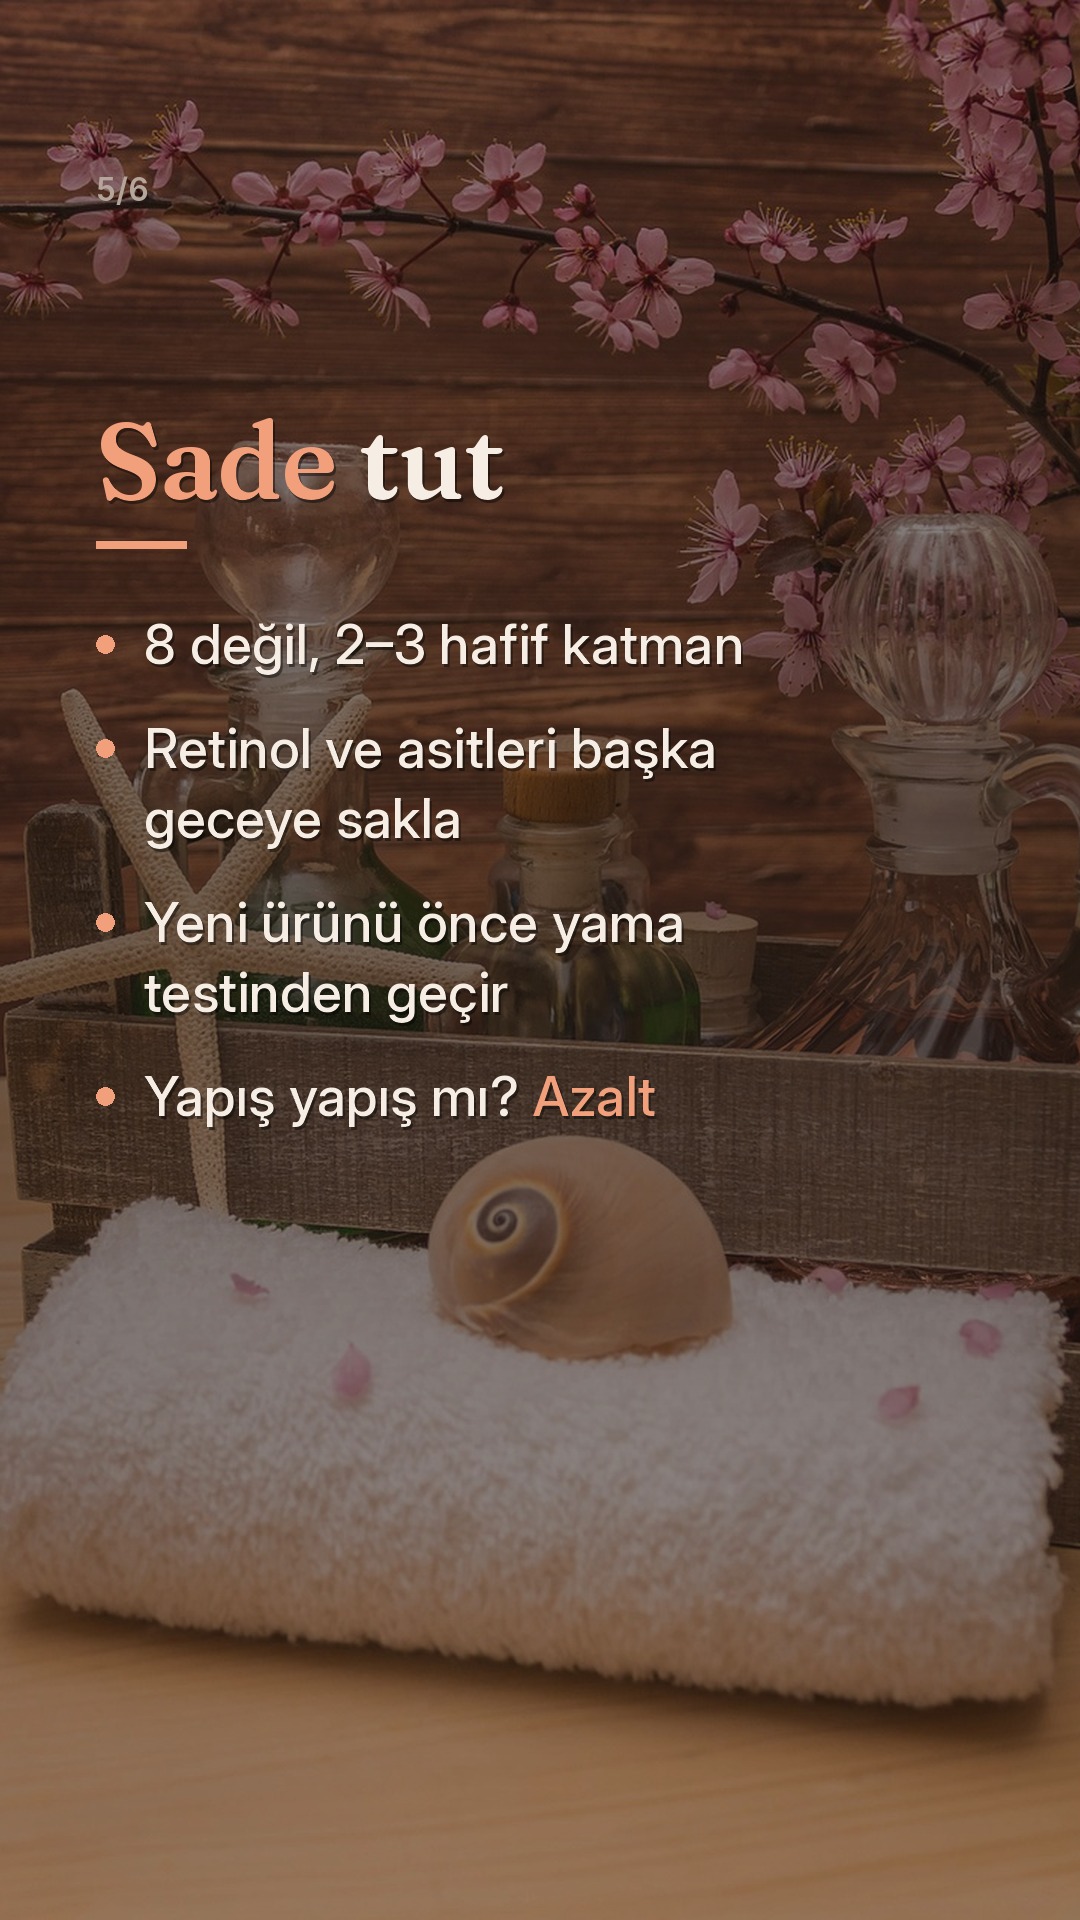 5/6
Sade tut
• 8 değil, 2–3 hafif katman
• Retinol ve asitleri başka
geceye sakla
• Yeni ürünü önce yama
testinden geçir
• Yapış yapış mı? Azalt